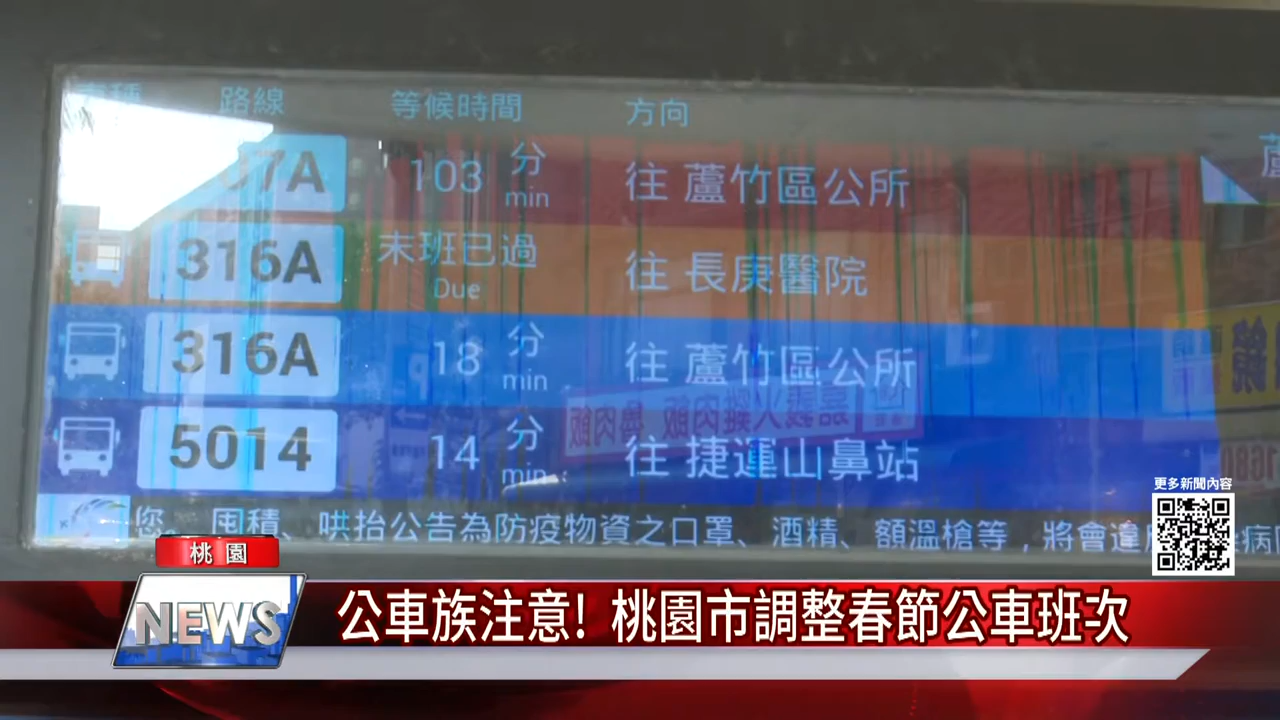 路線 等候時間 方向
07A 103 分 min 往 蘆竹區公所
316A 末班已過 Due 往 長庚醫院
316A 18 分 min 往 蘆竹區公所
5014 14 分 min 往 捷運山鼻站
您。 囤積、哄抬公告為防疫物資之口罩、酒精、額溫槍等，將會違
更多新聞內容
桃園
NEWS
公車族注意! 桃園市調整春節公車班次